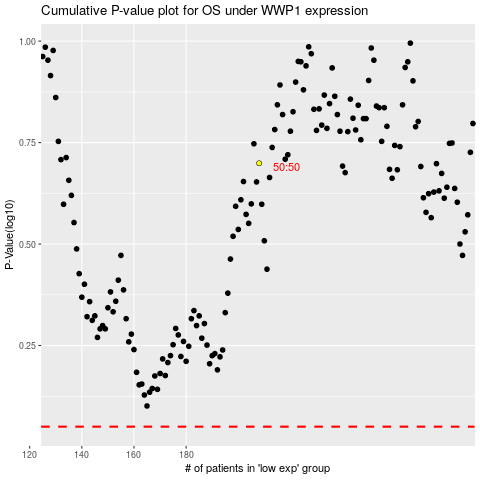 Cumulative P-value plot for OS under WWP1 expression
P-Value(log10)
1.00
0.75
0.50
0.25
50:50
120 140 160 180
# of patients in 'low exp' group